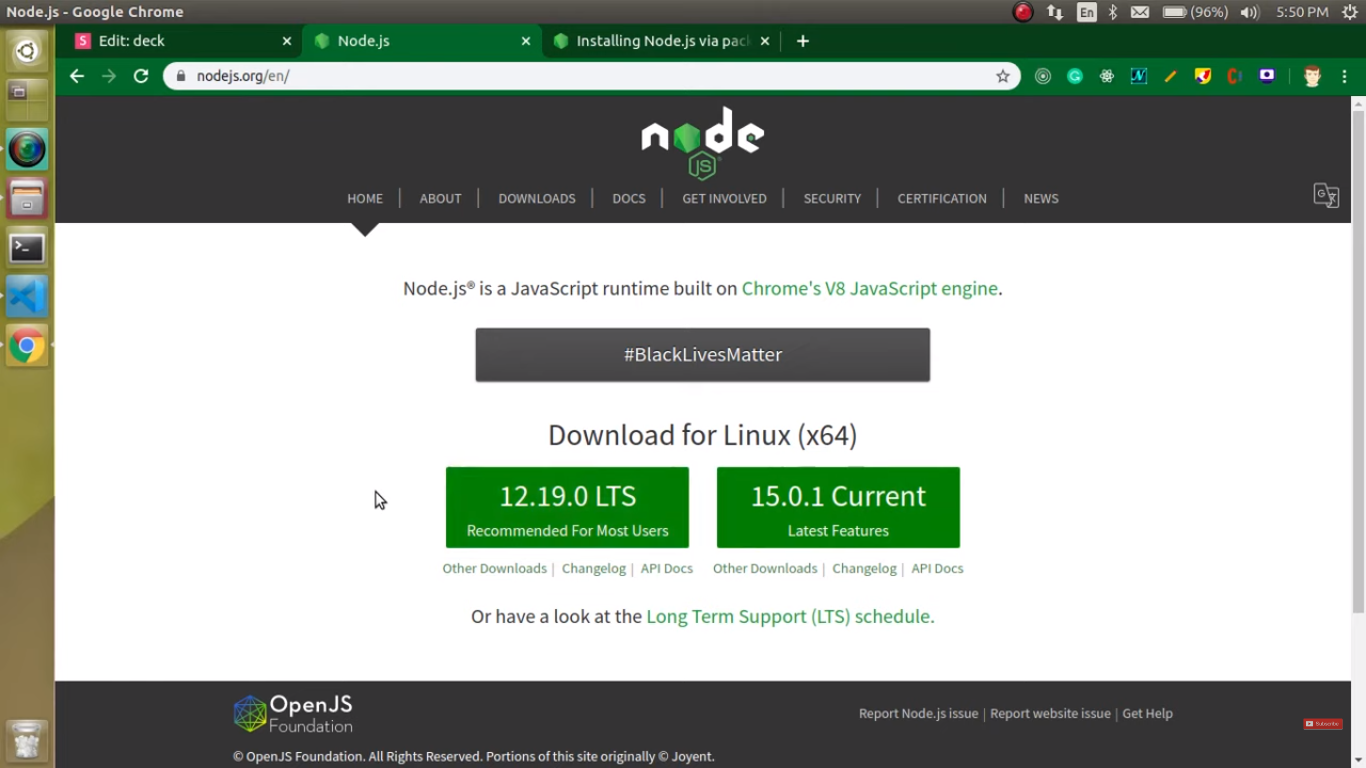 Node.js - Google Chrome
En
(96%)
5:50 PM
S Edit: deck
Node.js
Installing Node.js via pac
nodejs.org/en/
node
JS
HOME | ABOUT | DOWNLOADS | DOCS | GET INVOLVED | SECURITY | CERTIFICATION | NEWS
Node.js® is a JavaScript runtime built on Chrome's V8 JavaScript engine.
#BlackLivesMatter
Download for Linux (x64)
12.19.0 LTS
Recommended For Most Users
15.0.1 Current
Latest Features
Other Downloads | Changelog | API Docs
Other Downloads | Changelog | API Docs
Or have a look at the Long Term Support (LTS) schedule.
OpenJS
Foundation
Report Node.js issue | Report website issue | Get Help
Subscribe
© OpenJS Foundation. All Rights Reserved. Portions of this site originally © Joyent.